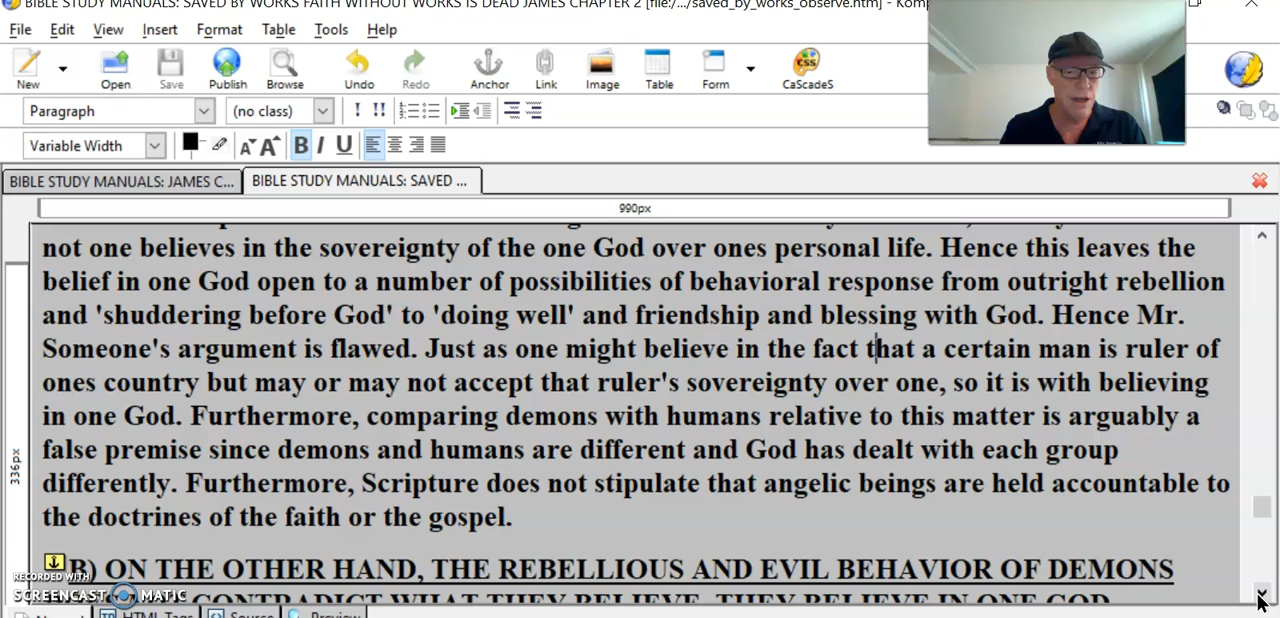 BIBLE STUDY MANUALS: SAVED BY WORKS FAITH WITHOUT WORKS IS DEAD JAMES CHAPTER 2 [file:/.../saved_by_works_observe.htm] - Kom
File Edit View Insert Format Table Tools Help
New Open Save Publish Browse Undo Redo Anchor Link Image Table Form CaScadeS
Paragraph (no class) ! !!
Variable Width A A B I U
BIBLE STUDY MANUALS: JAMES C... BIBLE STUDY MANUALS: SAVED ...
990px
not one believes in the sovereignty of the one God over ones personal life. Hence this leaves the
belief in one God open to a number of possibilities of behavioral response from outright rebellion
and 'shuddering before God' to 'doing well' and friendship and blessing with God. Hence Mr.
Someone's argument is flawed. Just as one might believe in the fact that a certain man is ruler of
ones country but may or may not accept that ruler's sovereignty over one, so it is with believing
in one God. Furthermore, comparing demons with humans relative to this matter is arguably a
false premise since demons and humans are different and God has dealt with each group
differently. Furthermore, Scripture does not stipulate that angelic beings are held accountable to
the doctrines of the faith or the gospel.
336px
B) ON THE OTHER HAND, THE REBELLIOUS AND EVIL BEHAVIOR OF DEMONS
CONTRADICT WHAT THEY BELIEVE. THEY BELIEVE IN ONE GOD
RECORDED WITH
SCREENCAST MATIC
HTML Tags Source Preview